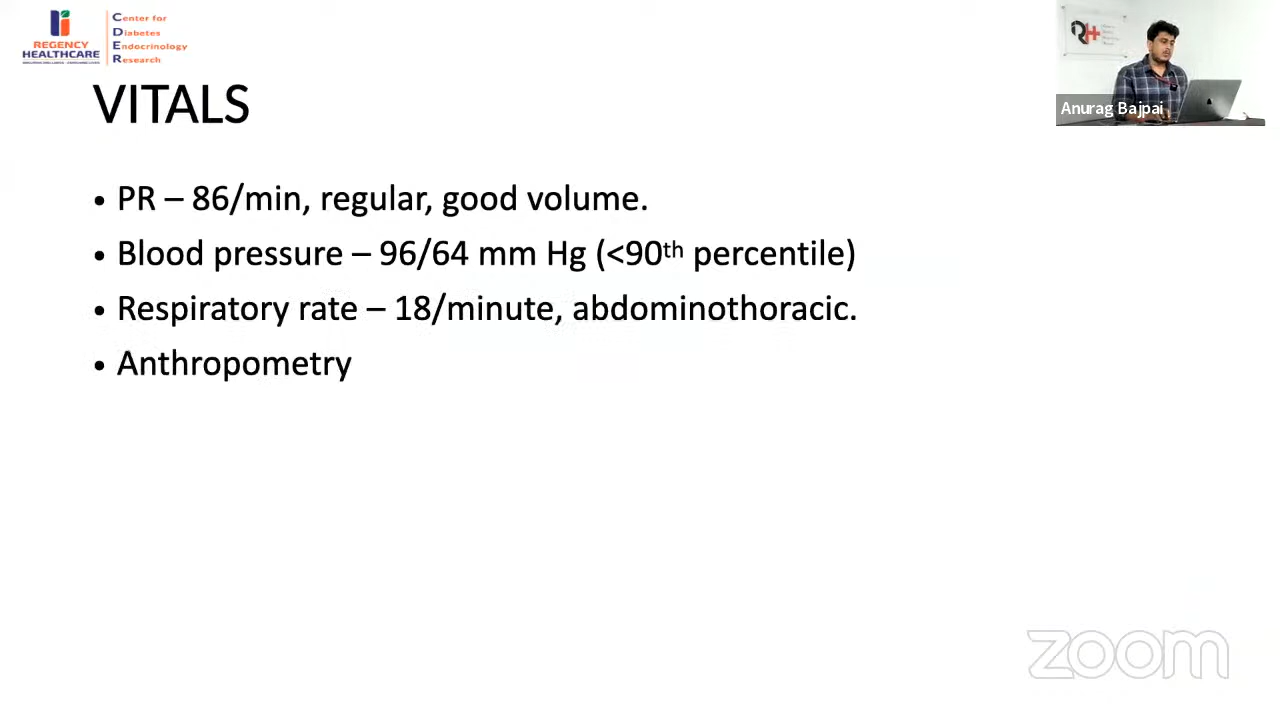 REGENCY
HEALTHCARE
Center for
Diabetes
Endocrinology
Research
VITALS
• PR – 86/min, regular, good volume.
• Blood pressure – 96/64 mm Hg (<90th percentile)
• Respiratory rate – 18/minute, abdominothoracic.
• Anthropometry
Anurag Bajpai
zoom